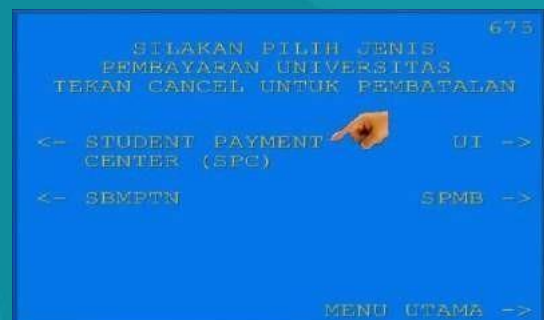 675
SILAKAN PILIH JENIS
PEMBAYARAN UNIVERSITAS
TEKAN CANCEL UNTUK PEMBATALAN
<- STUDENT PAYMENT UI ->
CENTER (SPC)
<- SBMPTN SPMB ->
MENU UTAMA ->